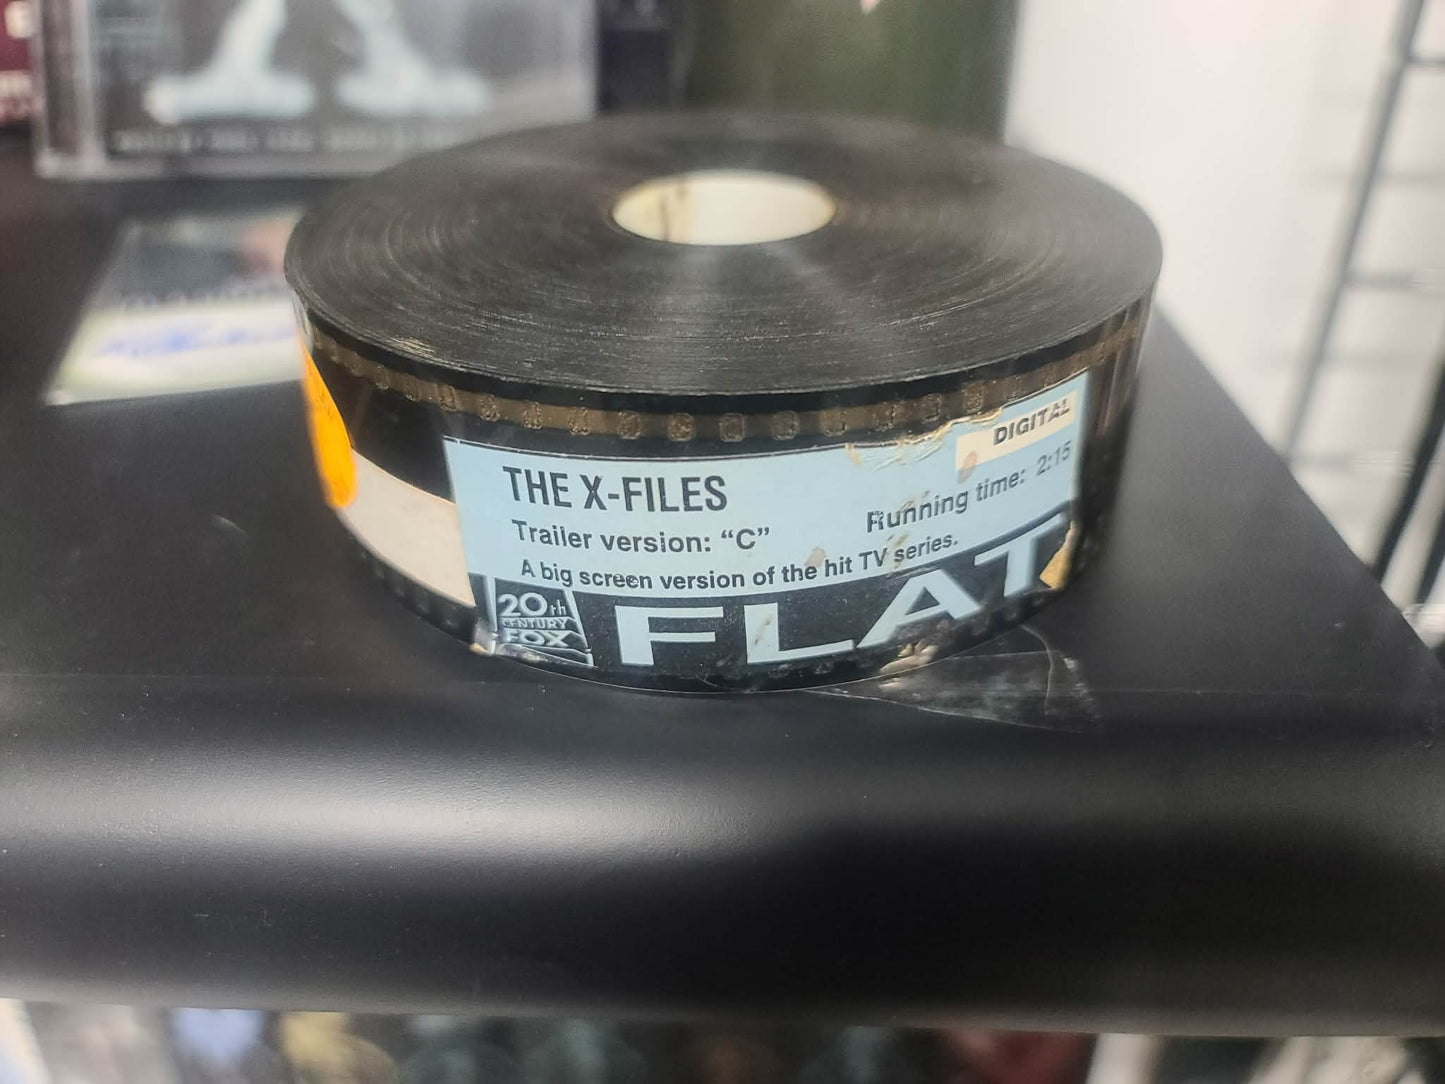 DIGITAL
THE X-FILES
Running time: 2:15
Trailer version: “C”
A big screen version of the hit TV series.
20th
CENTURY
FOX
FLAT